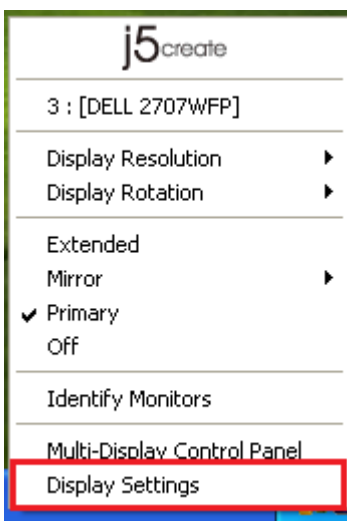 j5create
3 : [DELL 2707WFP]
Display Resolution
Display Rotation
Extended
Mirror
Primary
Off
Identify Monitors
Multi-Display Control Panel
Display Settings